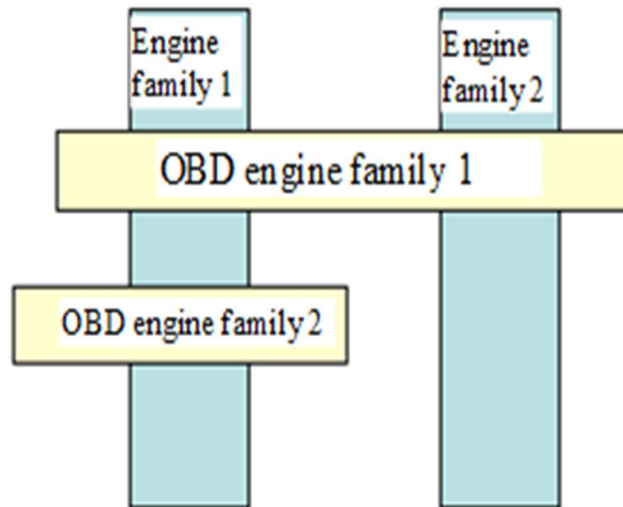 Engine
family 1
Engine
family 2
OBD engine family 1
OBD engine family 2